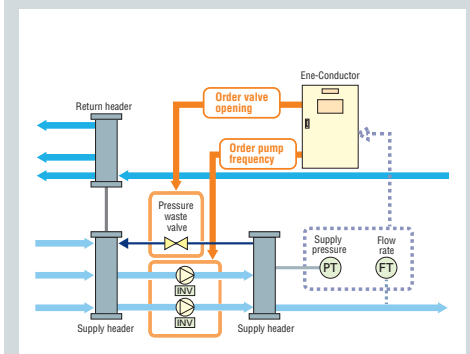 Ene-Conductor
Order valve
opening
Return header
Order pump
frequency
Pressure
waste
valve
Supply
pressure
Flow
rate
PT
FT
INV
INV
Supply header
Supply header